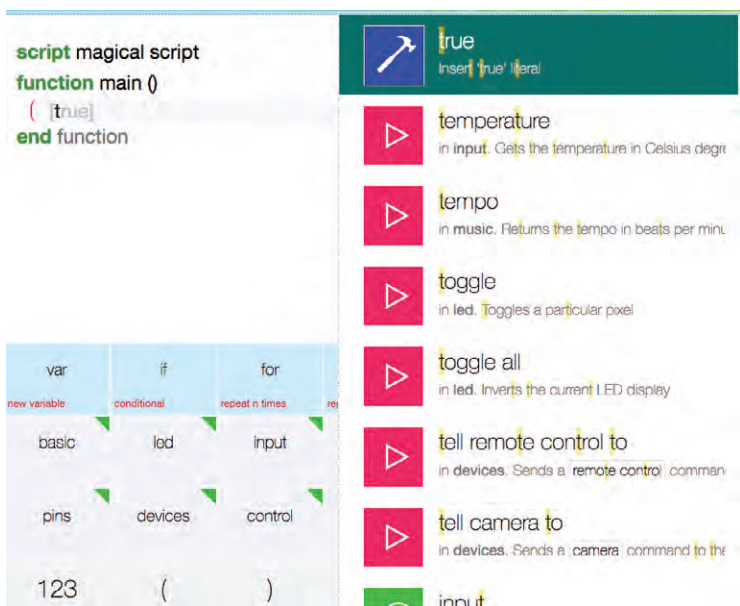 script magical script
function main ()
( [true]
end function
var
if
for
new variable
conditional
repeat n times
rep
basic
led
input
pins
devices
control
123
(
)
true
Insert 'true' literal
temperature
in input. Gets the temperature in Celsius degre
tempo
in music. Returns the tempo in beats per minu
toggle
in led. Toggles a particular pixel
toggle all
in led. Inverts the current LED display
tell remote control to
in devices. Sends a remote control comman
tell camera to
in devices. Sends a camera command to the
input